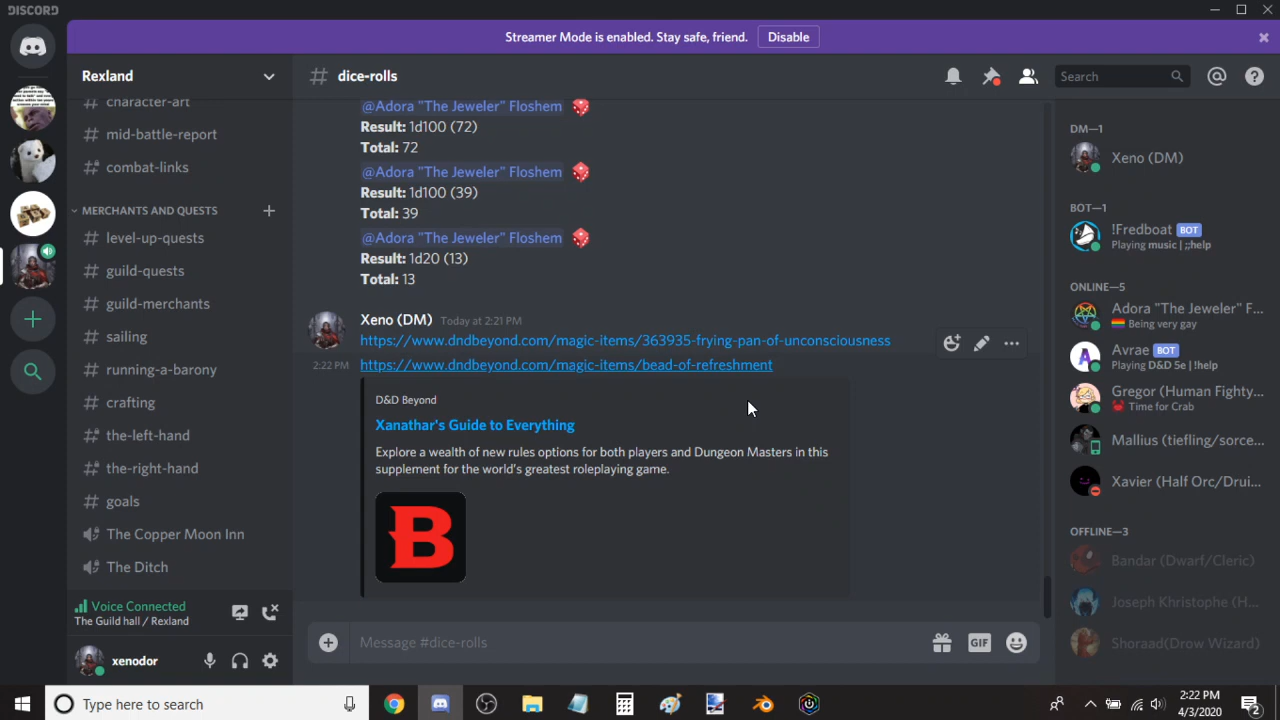 DISCORD
Streamer Mode is enabled. Stay safe, friend.
Disable
Rexland
dice-rolls
Search
character-art
mid-battle-report
combat-links
MERCHANTS AND QUESTS
level-up-quests
guild-quests
guild-merchants
sailing
running-a-barony
crafting
the-left-hand
the-right-hand
goals
The Copper Moon Inn
The Ditch
Voice Connected
The Guild hall / Rexland
xenodor
@Adora "The Jeweler" Floshem
Result: 1d100 (72)
Total: 72
@Adora "The Jeweler" Floshem
Result: 1d100 (39)
Total: 39
@Adora "The Jeweler" Floshem
Result: 1d20 (13)
Total: 13
Xeno (DM) Today at 2:21 PM
https://www.dndbeyond.com/magic-items/363935-frying-pan-of-unconsciousness
2:22 PM https://www.dndbeyond.com/magic-items/bead-of-refreshment
D&D Beyond
Xanathar's Guide to Everything
Explore a wealth of new rules options for both players and Dungeon Masters in this
supplement for the world's greatest roleplaying game.
B
Message #dice-rolls
GIF
DM—1
Xeno (DM)
BOT—1
!Fredboat BOT
Playing music | ;;help
ONLINE—5
Adora "The Jeweler" F...
Being very gay
Avrae BOT
Playing D&D 5e | !help
Gregor (Human Fighty...
Time for Crab
Mallius (tiefling/sorce...
Xavier (Half Orc/Drui...
OFFLINE—3
Bandar (Dwarf/Cleric)
Joseph Khristophe (H...
Shoraad(Drow Wizard)
Type here to search
2:22 PM
4/3/2020
2